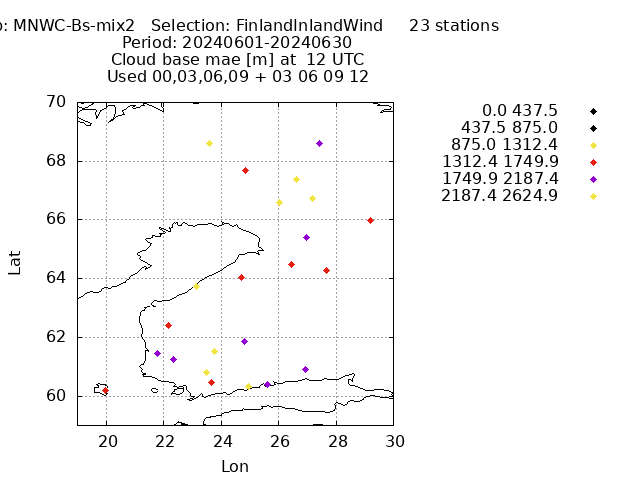 : MNWC-Bs-mix2 Selection: FinlandInlandWind 23 stations
Period: 20240601-20240630
Cloud base mae [m] at 12 UTC
Used 00,03,06,09 + 03 06 09 12
0.0 437.5
437.5 875.0
875.0 1312.4
1312.4 1749.9
1749.9 2187.4
2187.4 2624.9
70
68
66
64
62
60
Lat
20 22 24 26 28 30
Lon